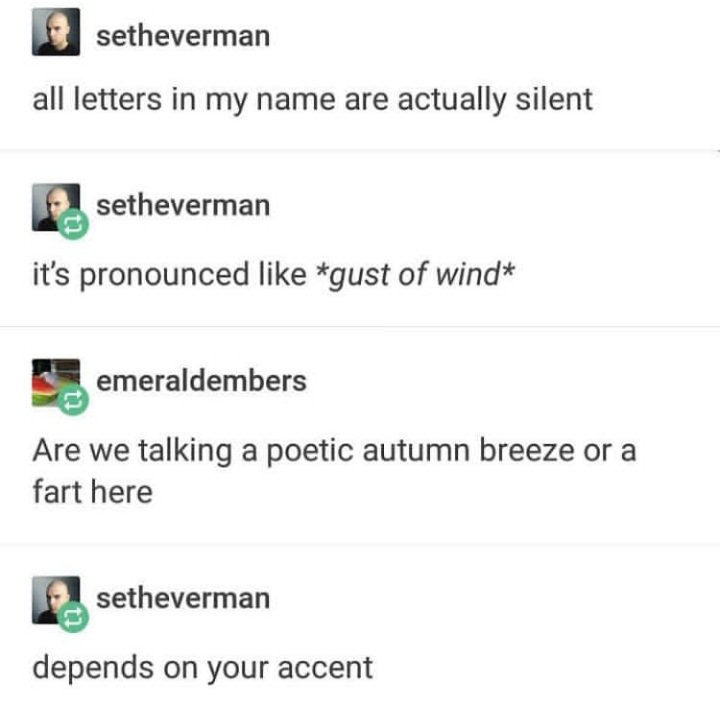 setheverman
all letters in my name are actually silent
setheverman
it's pronounced like *gust of wind*
emeraldembers
Are we talking a poetic autumn breeze or a
fart here
setheverman
depends on your accent